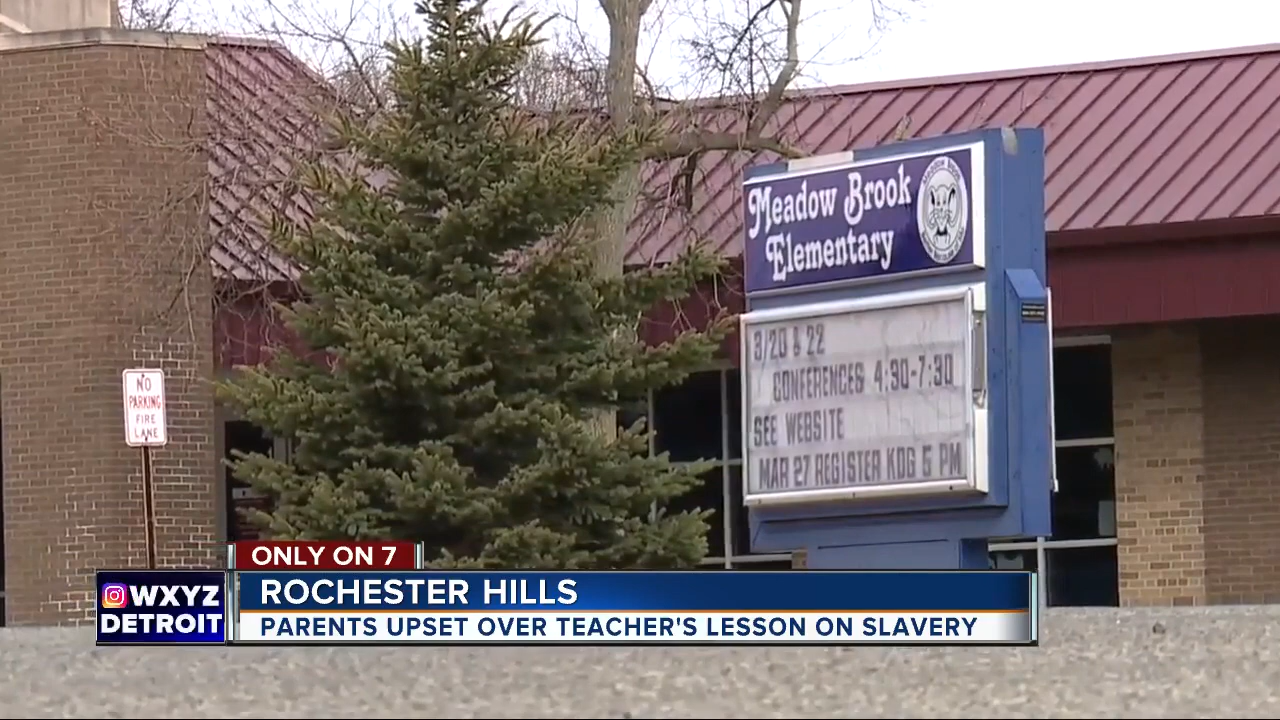 Meadow Brook
Elementary
3/20 & 22
CONFERENCES 4:30-7:30
SEE WEBSITE
MAR 27 REGISTER KDG 5 PM
NO
PARKING
FIRE
LANE
ONLY ON 7
WXYZ
DETROIT
ROCHESTER HILLS
PARENTS UPSET OVER TEACHER'S LESSON ON SLAVERY